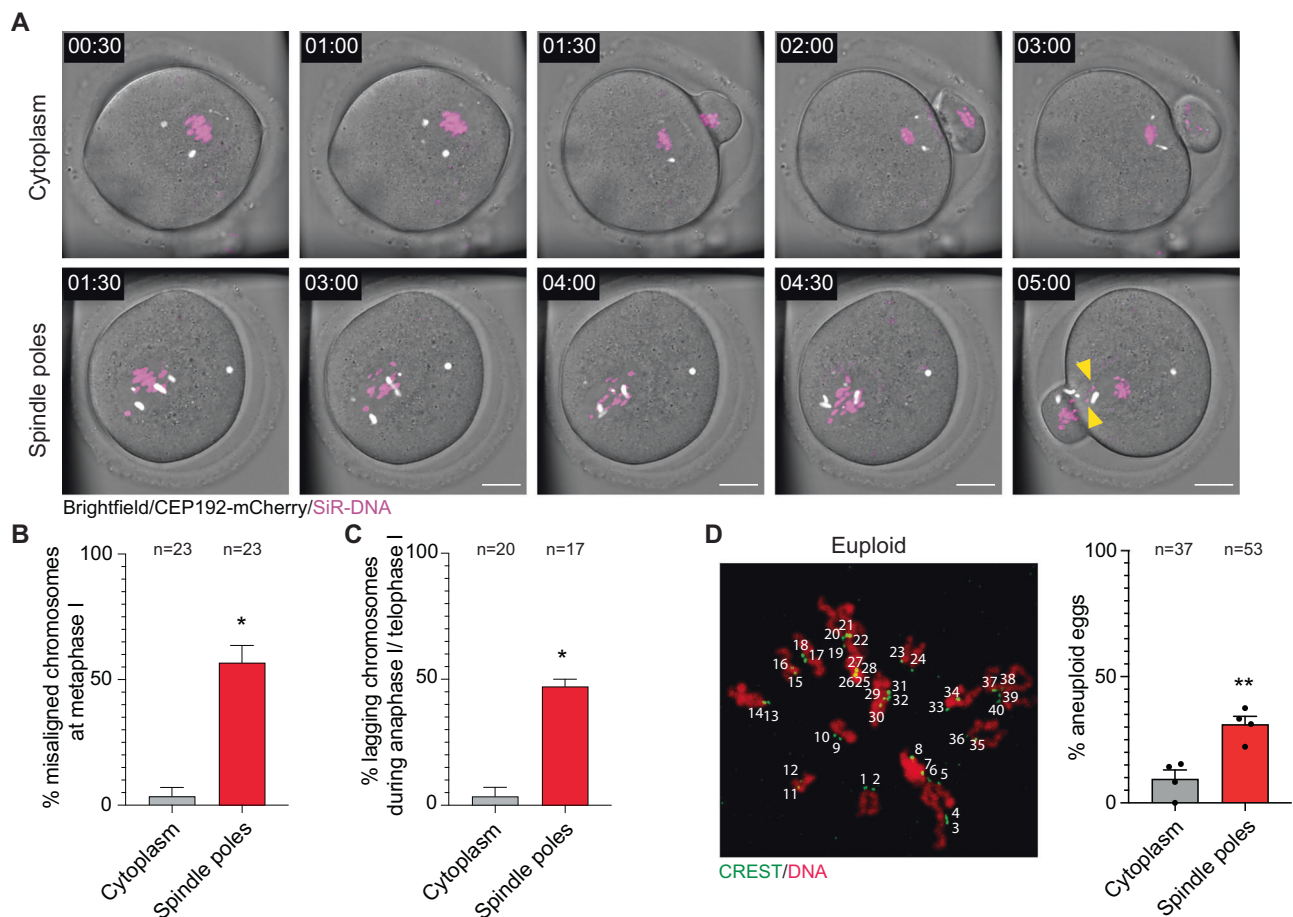 A
Cytoplasm
00:30
01:00
01:30
02:00
03:00
Spindle poles
01:30
03:00
04:00
04:30
05:00
Brightfield/CEP192-mCherry/SiR-DNA
B
% misaligned chromosomes
at metaphase I
100
50
0
n=23
n=23
*
Cytoplasm
Spindle poles
C
% lagging chromosomes
during anaphase I/ telophase I
100
50
0
n=20
n=17
*
Cytoplasm
Spindle poles
D
Euploid
21
20
22
19
18
17
16
15
27
28
26
25
23
24
29
31
32
30
34
33
37
38
39
40
14
13
10
9
36
35
8
7
6
5
12
11
1
2
4
3
CREST/DNA
% aneuploid eggs
100
50
0
n=37
n=53
**
Cytoplasm
Spindle poles